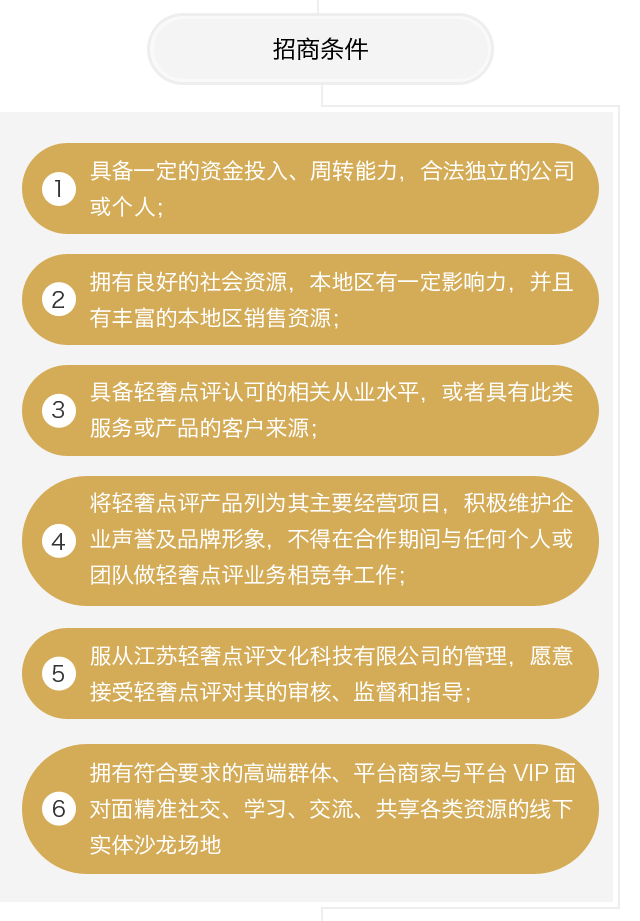 招商条件
1
具备一定的资金投入、周转能力，合法独立的公司
或个人；
2
拥有良好的社会资源，本地区有一定影响力，并且
有丰富的本地区销售资源；
3
具备轻奢点评认可的相关从业水平，或者具有此类
服务或产品的客户来源；
4
将轻奢点评产品列为其主要经营项目，积极维护企
业声誉及品牌形象，不得在合作期间与任何个人或
团队做轻奢点评业务相竞争工作；
5
服从江苏轻奢点评文化科技有限公司的管理，愿意
接受轻奢点评对其的审核、监督和指导；
6
拥有符合要求的高端群体、平台商家与平台 VIP 面
对面精准社交、学习、交流、共享各类资源的线下
实体沙龙场地